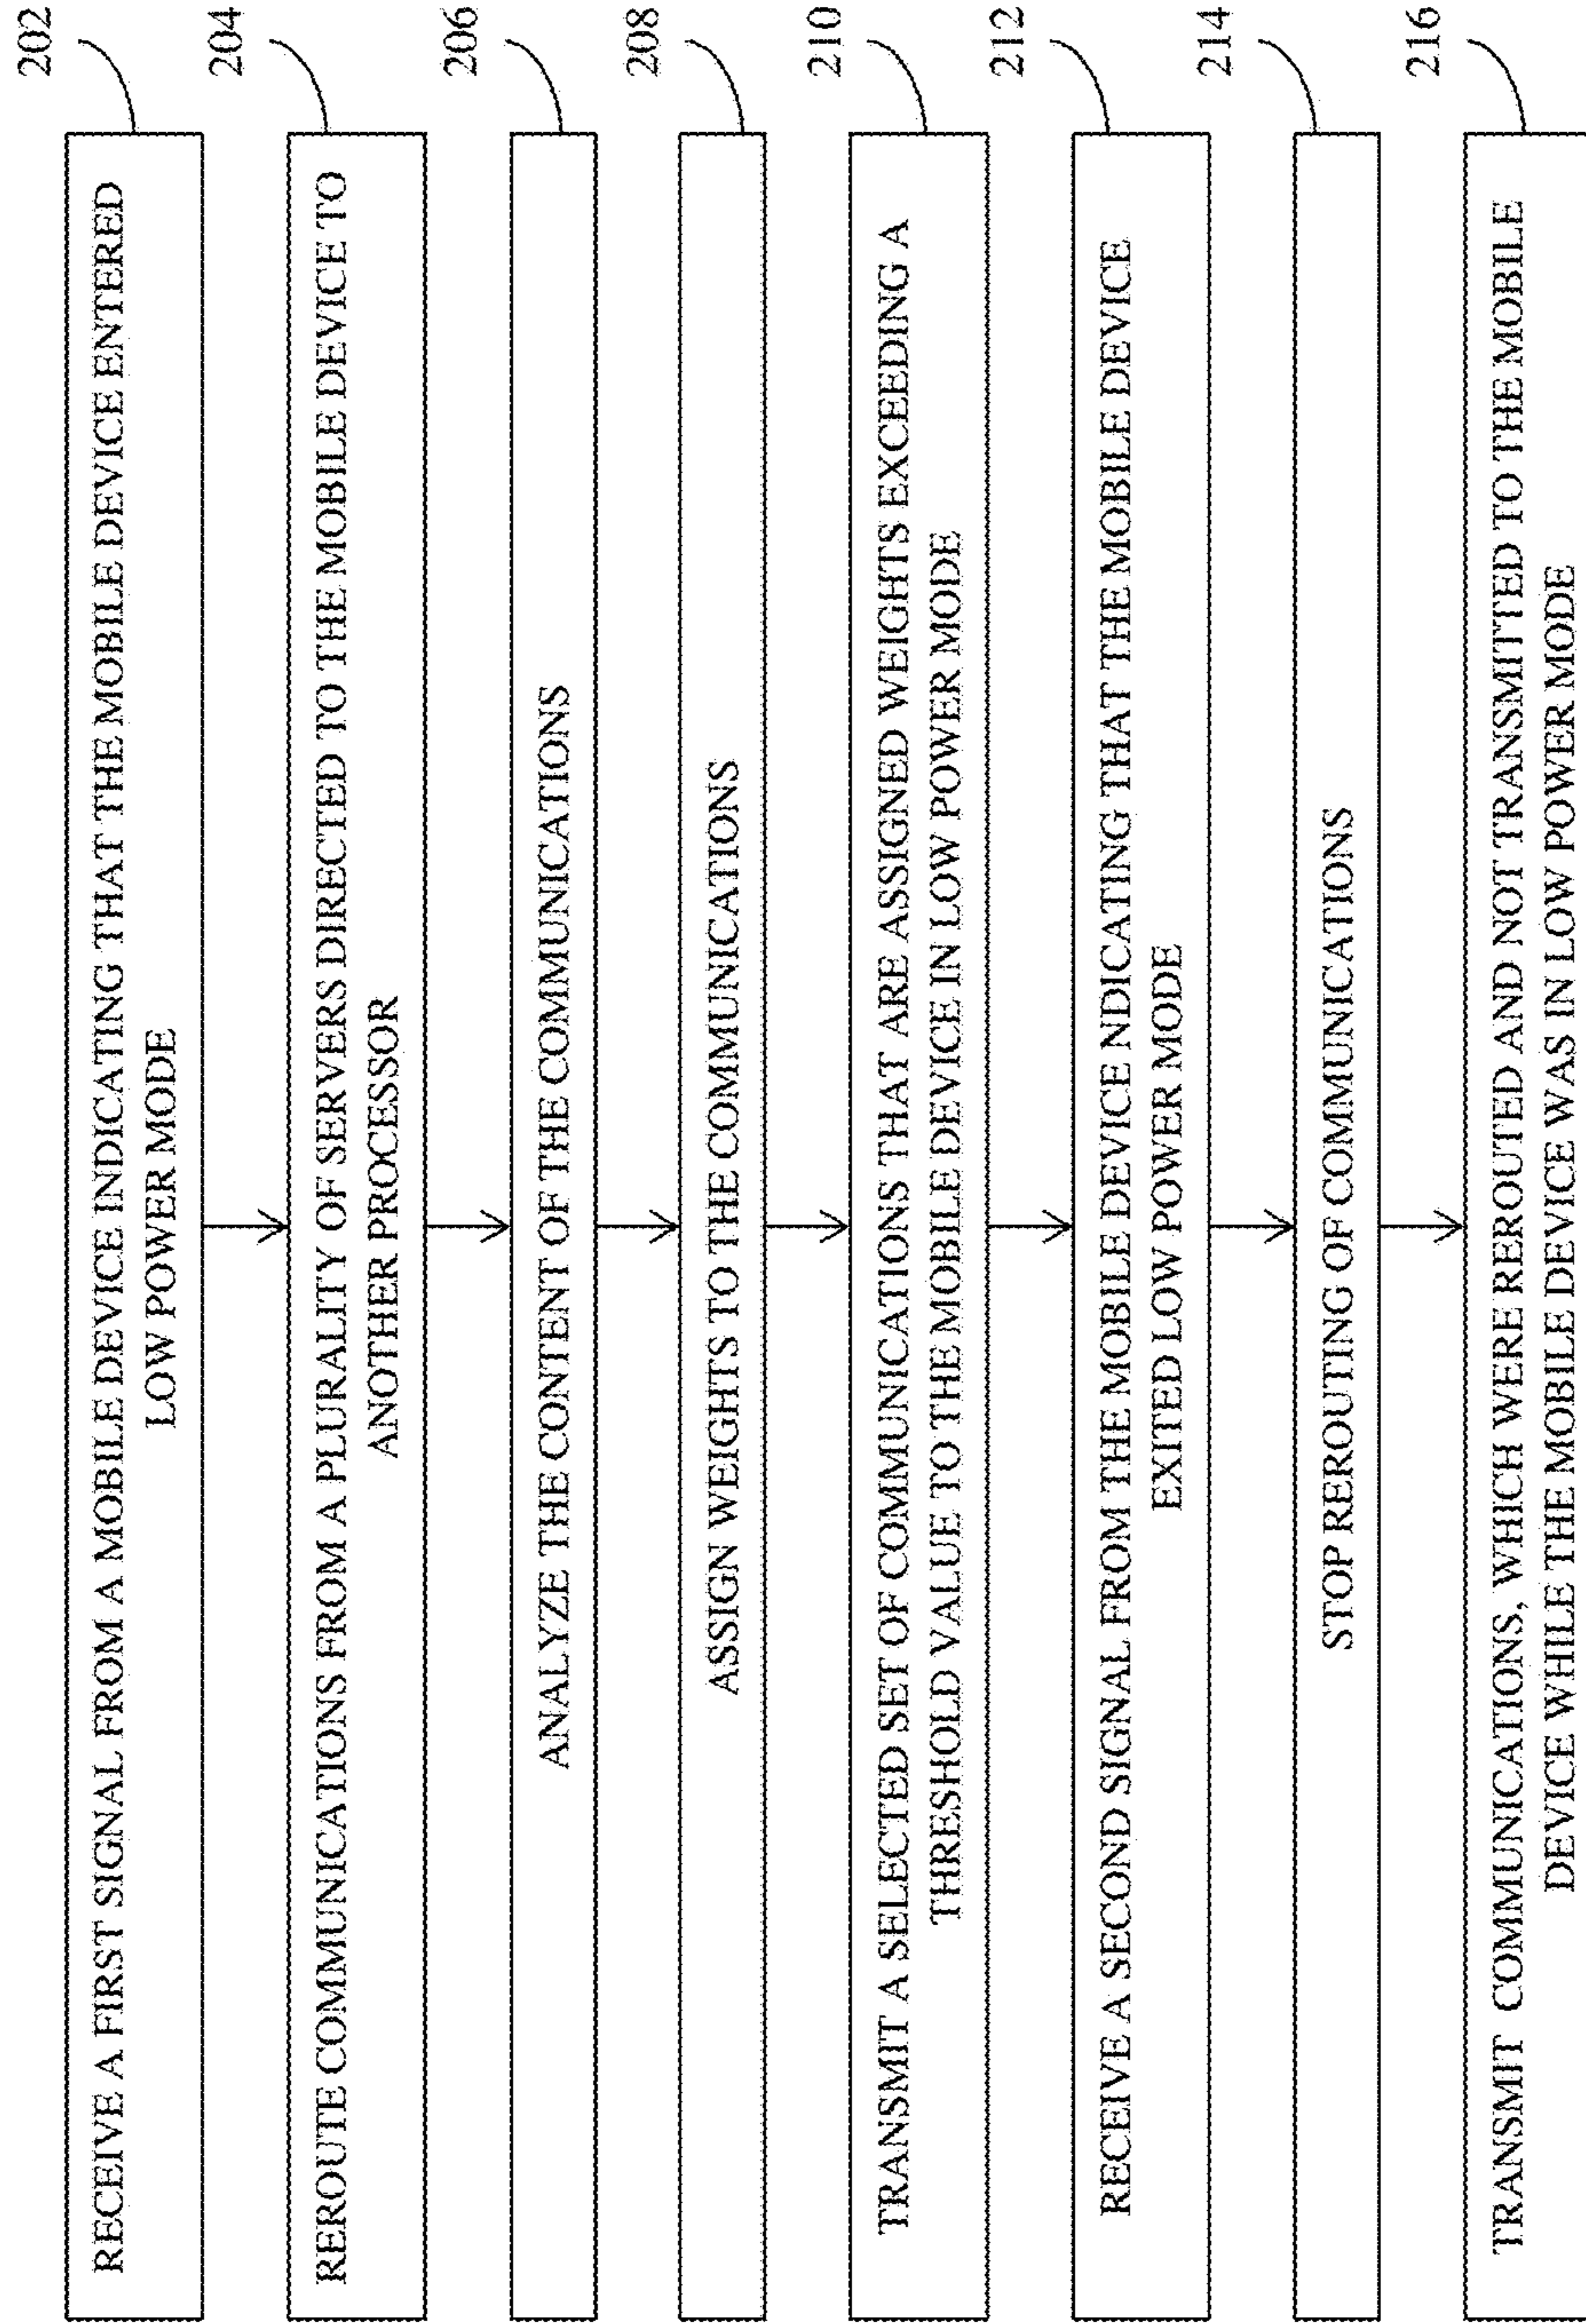 202
RECEIVE A FIRST SIGNAL FROM A MOBILE DEVICE INDICATING THAT THE MOBILE DEVICE ENTERED
LOW POWER MODE
204
REROUTE COMMUNICATIONS FROM A PLURALITY OF SERVERS DIRECTED TO THE MOBILE DEVICE TO
ANOTHER PROCESSOR
206
ANALYZE THE CONTENT OF THE COMMUNICATIONS
208
ASSIGN WEIGHTS TO THE COMMUNICATIONS
210
TRANSMIT A SELECTED SET OF COMMUNICATIONS THAT ARE ASSIGNED WEIGHTS EXCEEDING A
THRESHOLD VALUE TO THE MOBILE DEVICE IN LOW POWER MODE
212
RECEIVE A SECOND SIGNAL FROM THE MOBILE DEVICE NDICATING THAT THE MOBILE DEVICE
EXITED LOW POWER MODE
214
STOP REROUTING OF COMMUNICATIONS
216
TRANSMIT COMMUNICATIONS, WHICH WERE REROUTED AND NOT TRANSMITTED TO THE MOBILE
DEVICE WHILE THE MOBILE DEVICE WAS IN LOW POWER MODE